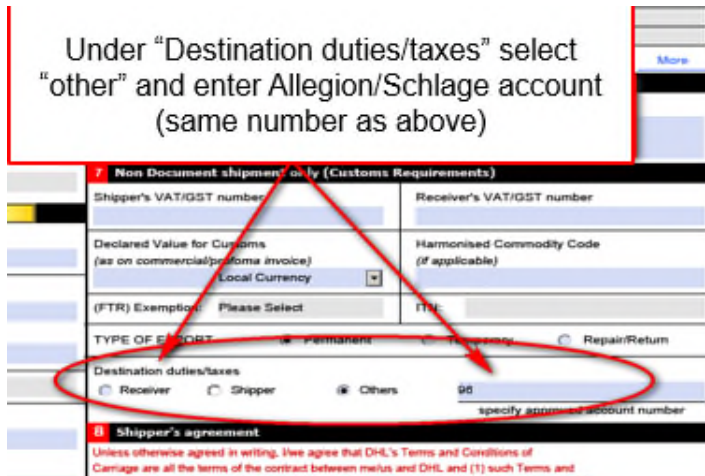 Under “Destination duties/taxes” select
“other” and enter Allegion/Schlage account
(same number as above)
More
7 Non Document shipment only (Customs Requirements)
Shipper's VAT/GST number
Receiver's VAT/GST number
Declared Value for Customs
(as on commercial/proforma invoice)
Harmonised Commodity Code
(if applicable)
Local Currency
(FTR) Exemption: Please Select
ITN:
TYPE OF EXPORT Permanent Temporary Repair/Return
Destination duties/taxes
Receiver Shipper Others 96
specify approved account number
8 Shipper's agreement
Unless otherwise agreed in writing, I/we agree that DHL's Terms and Conditions of
Carriage are all the terms of the contract between me/us and DHL and (1) such Terms and